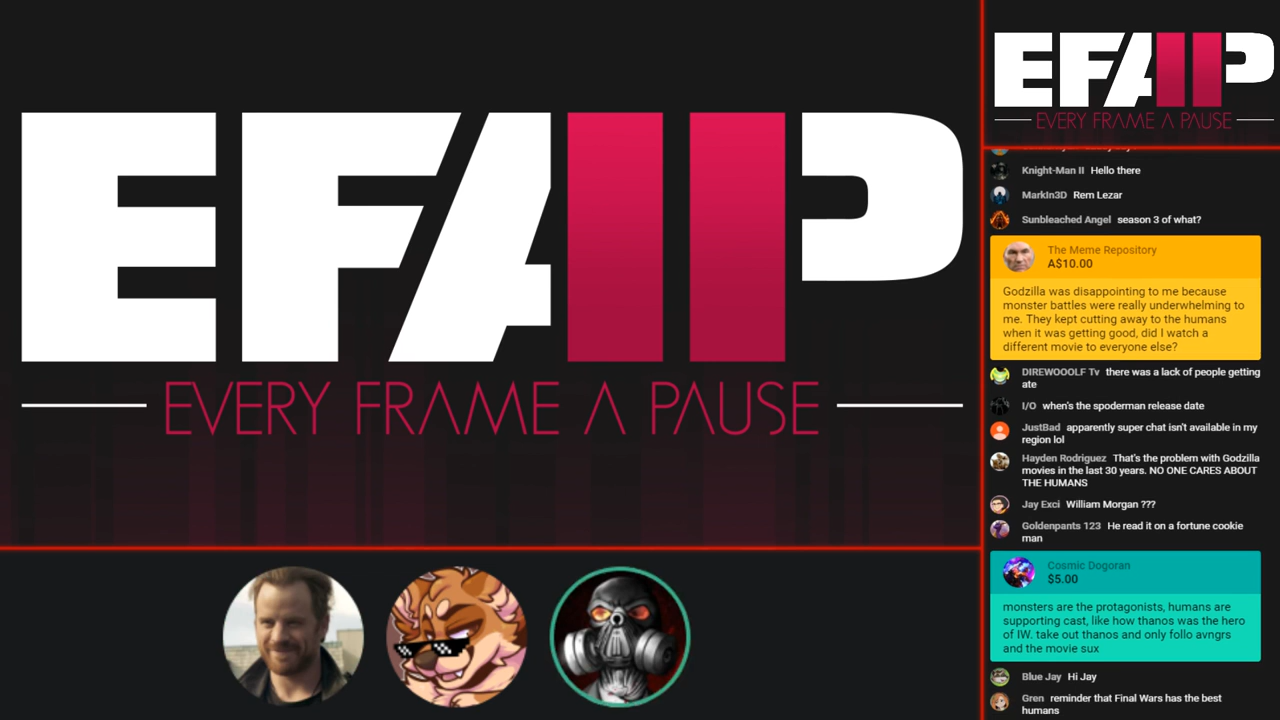 EFAP
EVERY FRAME A PAUSE
EFAP
EVERY FRAME A PAUSE
Knight-Man II Hello there
MarkIn3D Rem Lezar
Sunbleached Angel season 3 of what?
The Meme Repository
A$10.00
Godzilla was disappointing to me because
monster battles were really underwhelming to
me. They kept cutting away to the humans
when it was getting good, did I watch a
different movie to everyone else?
DIREWOOOLF Tv there was a lack of people getting
ate
I/O when's the spoderman release date
JustBad apparently super chat isn't available in my
region lol
Hayden Rodriguez That's the problem with Godzilla
movies in the last 30 years. NO ONE CARES ABOUT
THE HUMANS
Jay Exci William Morgan ???
Goldenpants 123 He read it on a fortune cookie
man
Cosmic Dogoran
$5.00
monsters are the protagonists, humans are
supporting cast, like how thanos was the hero
of IW. take out thanos and only follo avngrs
and the movie sux
Blue Jay Hi Jay
Gren reminder that Final Wars has the best
humans